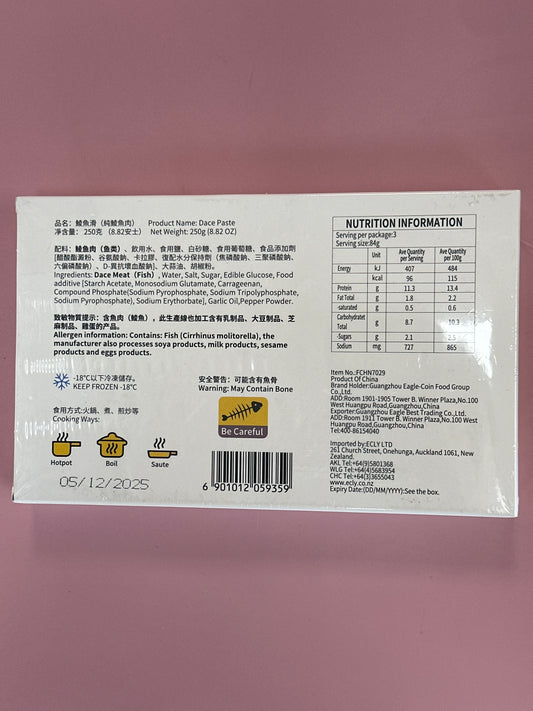 品名：鯪魚滑（純鯪魚肉） Product Name: Dace Paste
淨含量： 250克（8.82安士） Net Weight: 250g (8.82 OZ)
配料：鯪魚肉（鱼类）、飲用水、食用鹽、白砂糖、食用葡萄糖、食品添加劑
[醋酸酯澱粉、谷氨酸鈉、卡拉膠、復配水分保持劑（焦磷酸鈉、三聚磷酸鈉、
六偏磷酸鈉）、D-異抗壞血酸鈉]、大蒜油、胡椒粉。
Ingredients: Dace Meat（Fish）, Water, Salt, Sugar, Edible Glucose, Food
additive [Starch Acetate, Monosodium Glutamate, Carrageenan,
Compound Phosphate(Sodium Pyrophosphate, Sodium Tripolyphosphate,
Sodium Pyrophosphate), Sodium Erythorbate], Garlic Oil,Pepper Powder.
致敏物質提示：含魚肉（鯪魚），此生產線也加工含有乳制品、大豆制品、芝
麻制品、雞蛋的产品。
Allergen information: Contains: Fish (Cirrhinus molitorella), the
manufacturer also processes soya products, milk products, sesame
products and eggs products.
-18℃以下冷凍儲存。
KEEP FROZEN -18°C
安全警告：可能含有魚骨
Warning: May Contain Bone
食用方式:火鍋、煮、煎炒等
Cooking Ways:
Hotpot Boil Saute
Be Careful
05/12/2025
6 901012 059359
NUTRITION INFORMATION
Serving per package:3
Serving size:84g
Unit Ave Quantity per Serving Ave Quantity per 100g
Energy kJ 407 484
kcal 96 115
Protein g 11.3 13.4
Fat Total g 1.8 2.2
-saturated g 0.5 0.6
Carbohydratet Total g 8.7 10.3
-Sugars g 2.1 2.5
Sodium mg 727 865
Item No.:FCHN7029
Product Of China
Brand Holder:Guangzhou Eagle-Coin Food Group
Co., Ltd.
ADD:Room 1901-1905 Tower B, Winner Plaza,No.100
West Huangpu Road,Guangzhou,China
Exporter:Guangzhou Eagle Best Trading Co.,Ltd.
ADD:Room 1911 Tower B, Winner Plaza,No.100 West
Huangpu Road,Guangzhou,China
Tel:400-86154040
Imported by:ECLY LTD
261 Church Street, Onehunga, Auckland 1061, New
Zealand.
AKL Tel:+64(9)5801368
WLG Tel:+64(4)5683954
CHC Tel:+64(3)3655043
www.ecly.co.nz
Expiry Date:(DD/MM/YYYY):See the box.